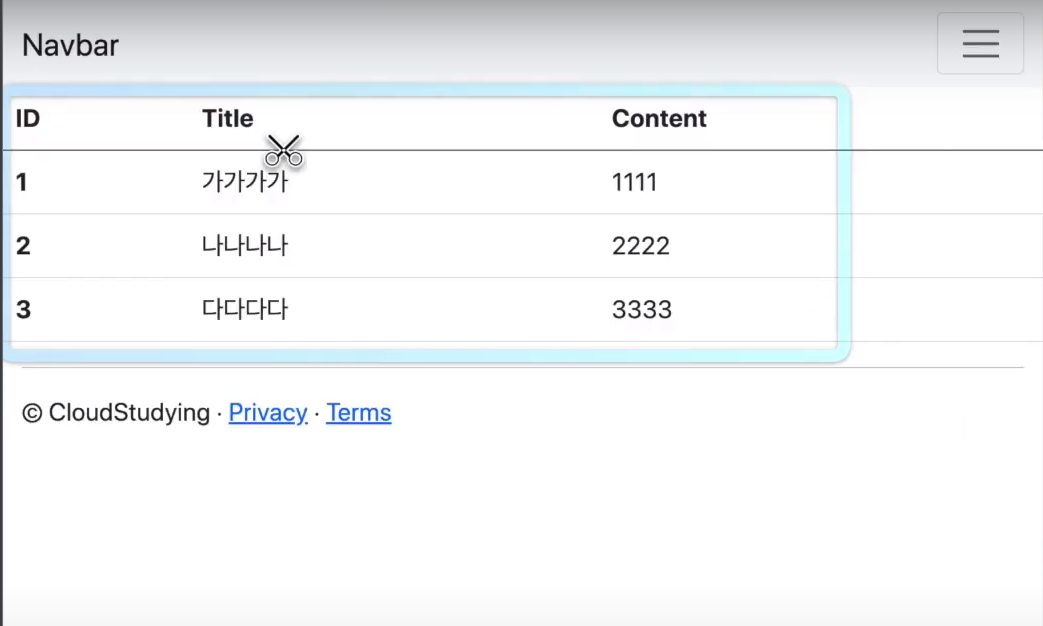 Navbar
ID Title Content
1 가가가가 1111
2 나나나나 2222
3 다다다다 3333
© CloudStudying · Privacy · Terms